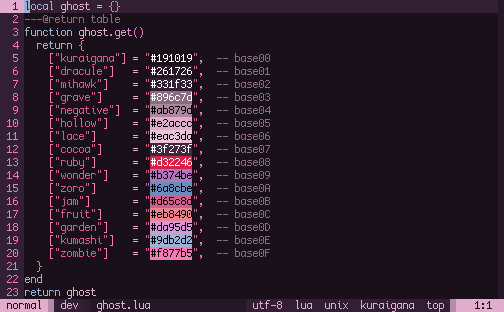 1 local ghost = {}
2 ---@return table
3 function ghost.get()
4   return {
5     ["kuraigana"] = "#191019",  -- base00
6     ["dracule"]   = "#261726",  -- base01
7     ["mihawk"]    = "#331f33",  -- base02
8     ["grave"]     = "#896c7d",  -- base03
9     ["negative"]  = "#ab879d",  -- base04
10     ["hollow"]    = "#e2accc",  -- base05
11     ["lace"]      = "#eac3da",  -- base06
12     ["cocoa"]     = "#3f273f",  -- base07
13     ["ruby"]      = "#d32246",  -- base08
14     ["wonder"]    = "#b374be",  -- base09
15     ["zoro"]      = "#6a8cbe",  -- base0A
16     ["jam"]       = "#d65c8d",  -- base0B
17     ["fruit"]     = "#eb8490",  -- base0C
18     ["garden"]    = "#da95d5",  -- base0D
19     ["kumashi"]   = "#9db2d2",  -- base0E
20     ["zombie"]    = "#f877b5",  -- base0F
21   }
22 end
23 return ghost
normal dev ghost.lua utf-8 lua unix kuraigana top 1:1